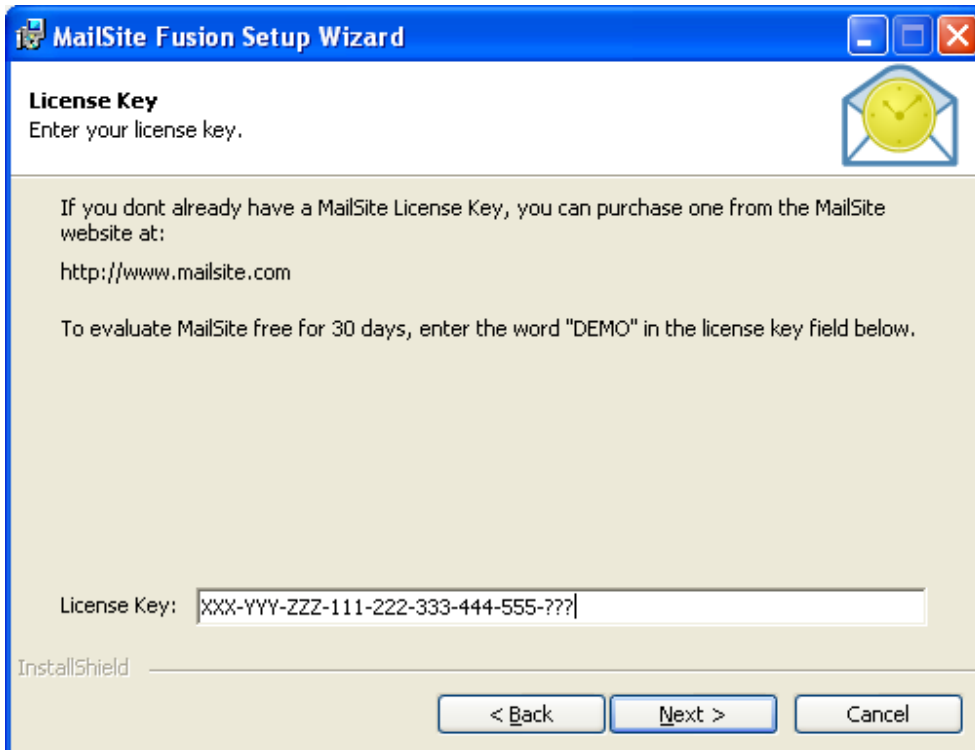 MailSite Fusion Setup Wizard
License Key
Enter your license key.
If you dont already have a MailSite License Key, you can purchase one from the MailSite
website at:
http://www.mailsite.com
To evaluate MailSite free for 30 days, enter the word "DEMO" in the license key field below.
License Key: XXX-YYY-ZZZ-111-222-333-444-555-???
InstallShield
< Back Next > Cancel